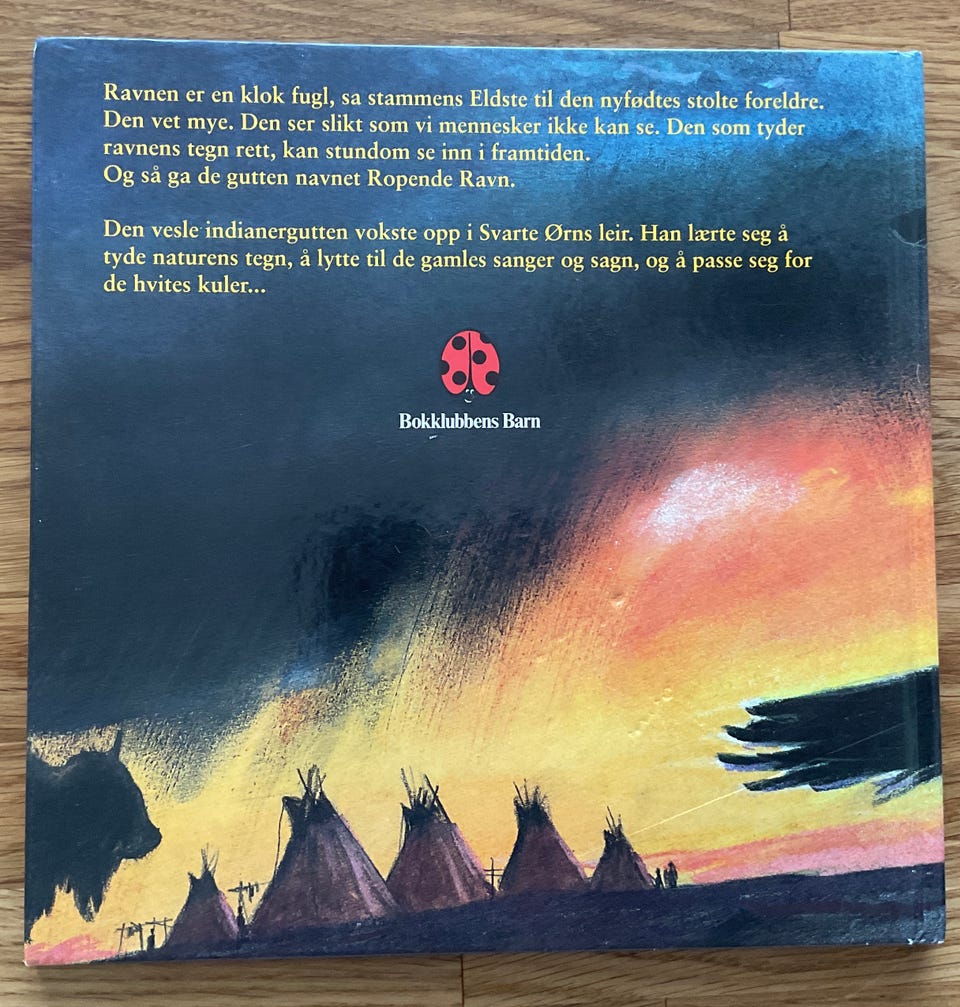 Ravnen er en klok fugl, sa stammens Eldste til den nyfødtes stolte foreldre.
Den vet mye. Den ser slikt som vi mennesker ikke kan se. Den som tyder
ravnens tegn rett, kan stundom se inn i framtiden.
Og så ga de gutten navnet Ropende Ravn.
Den vesle indianergutten vokste opp i Svarte Ørns leir. Han lærte seg å
tyde naturens tegn, å lytte til de gamles sanger og sagn, og å passe seg for
de hvites kuler...
Bokklubbens Barn